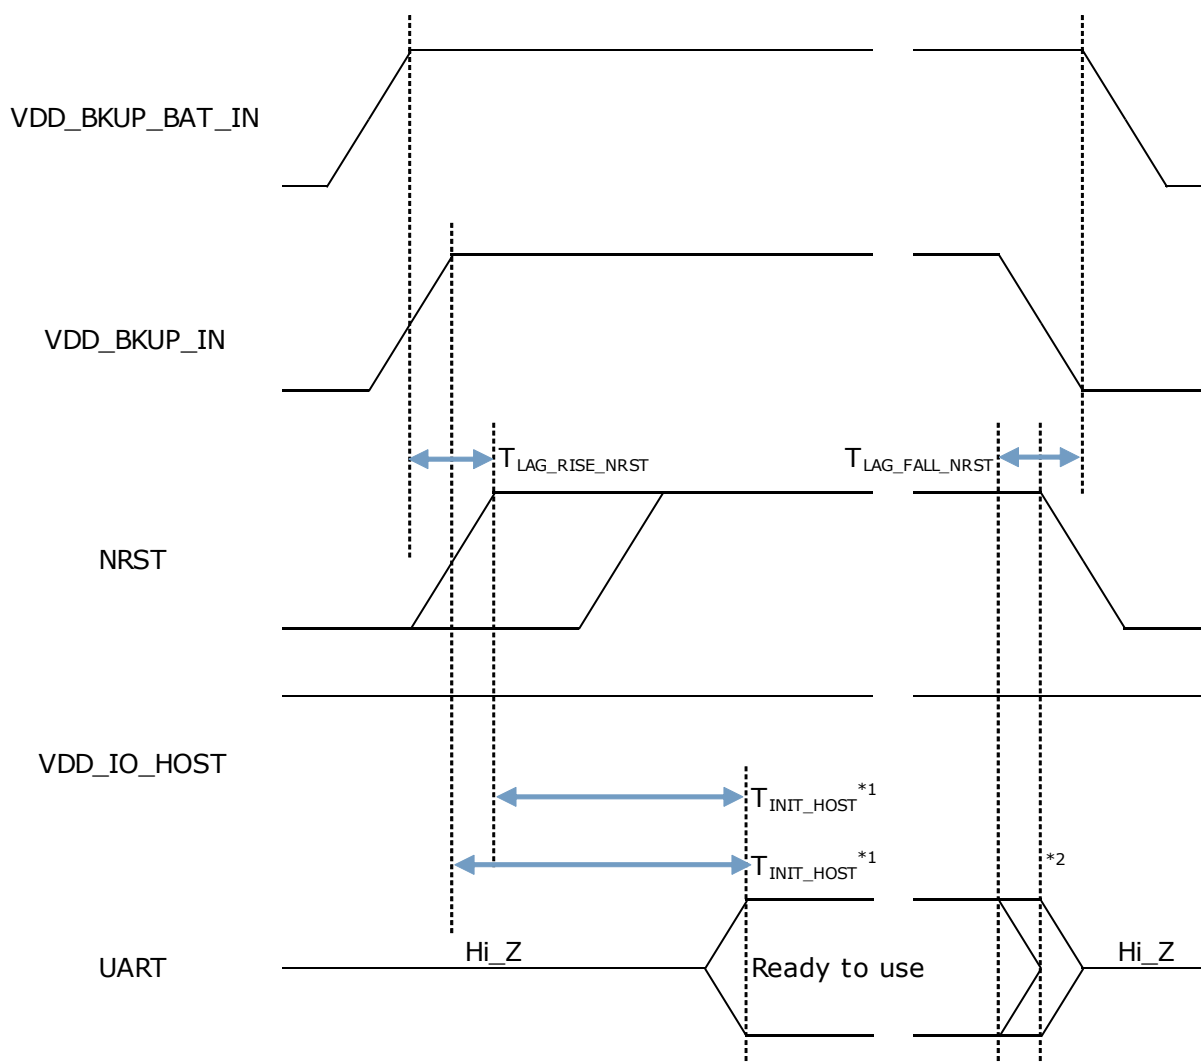 VDD_BKUP_BAT_IN
VDD_BKUP_IN
TLAG_RISE_NRST
TLAG_FALL_NRST
NRST
VDD_IO_HOST
TINIT_HOST*1
TINIT_HOST*1
*2
UART
Hi_Z
Ready to use
Hi_Z